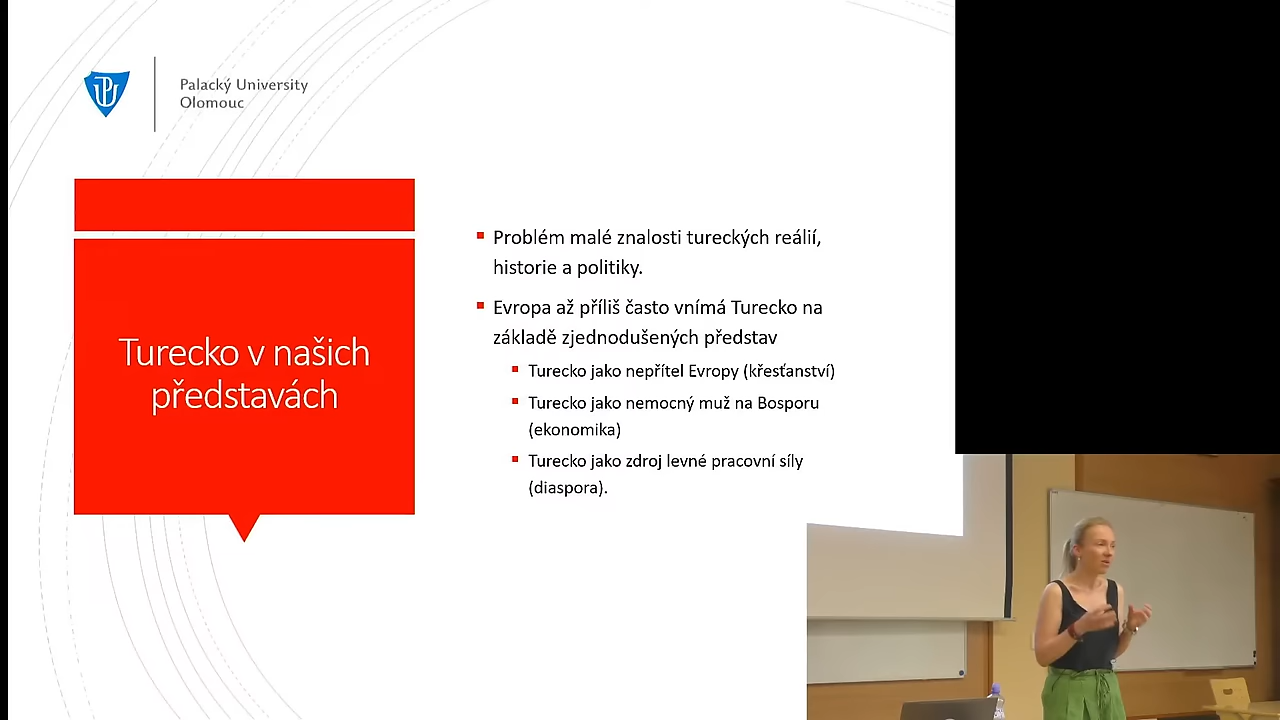 Palacký University
Olomouc
Turecko v našich
představách
Problém malé znalosti tureckých reálií,
historie a politiky.
Evropa až příliš často vnímá Turecko na
základě zjednodušených představ
Turecko jako nepřítel Evropy (křesťanství)
Turecko jako nemocný muž na Bosporu
(ekonomika)
Turecko jako zdroj levné pracovní síly
(diaspora).